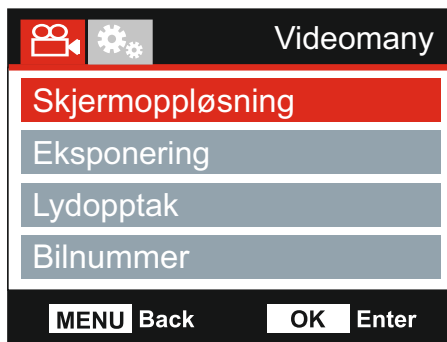 Videomany
Skjermoppløsning
Eksponering
Lydopptak
Bilnummer
MENU Back OK Enter